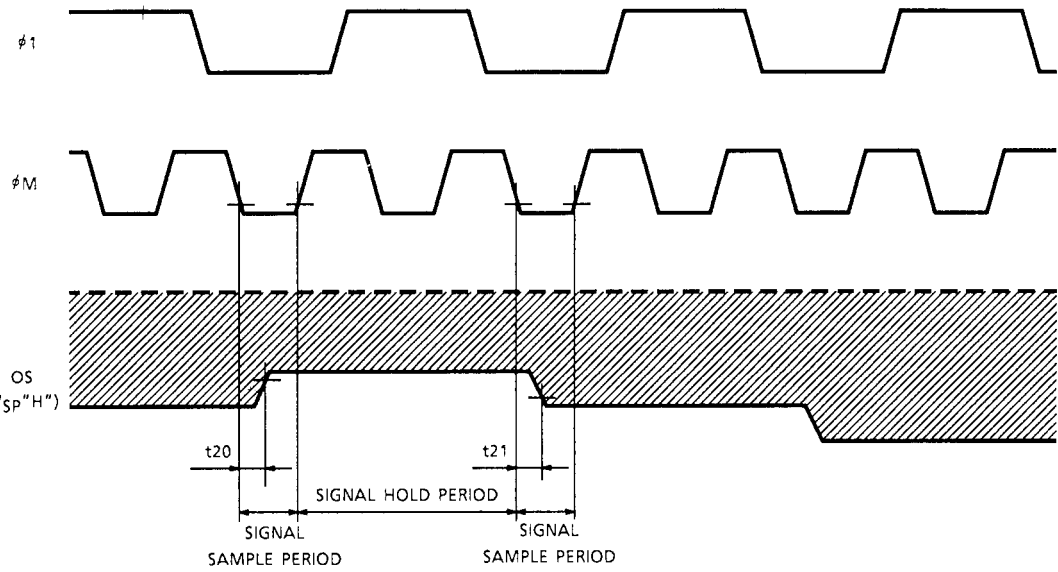 φ1
φM
OS
SP "H")
t20
t21
SIGNAL HOLD PERIOD
SIGNAL
SAMPLE PERIOD
SIGNAL
SAMPLE PERIOD